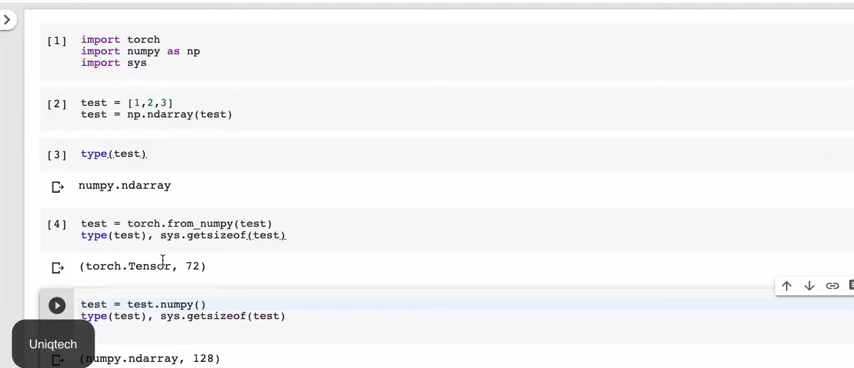 [1] import torch
import numpy as np
import sys
[2] test = [1,2,3]
test = np.ndarray(test)
[3] type(test)
numpy.ndarray
[4] test = torch.from_numpy(test)
type(test), sys.getsizeof(test)
(torch.Tensor, 72)
test = test.numpy()
type(test), sys.getsizeof(test)
Uniqtech
(numpy.ndarray, 128)